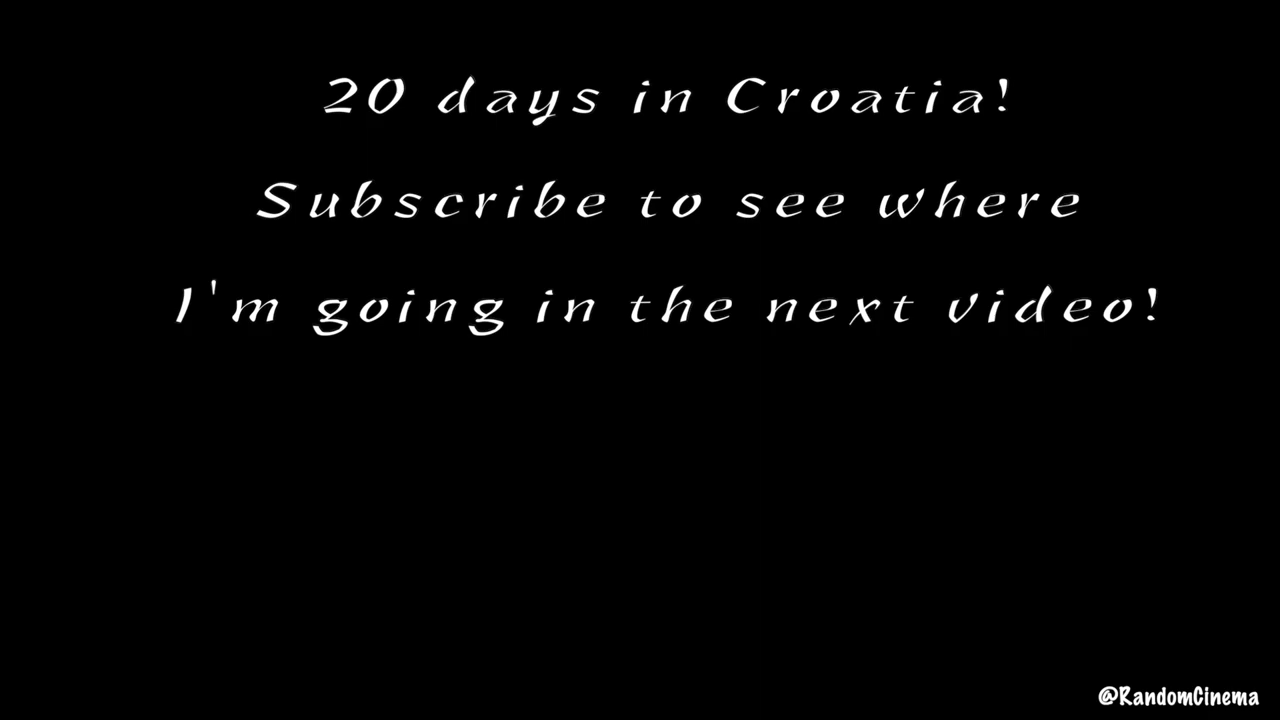 20 days in Croatia!
Subscribe to see where
I'm going in the next video!
@RandomCinema